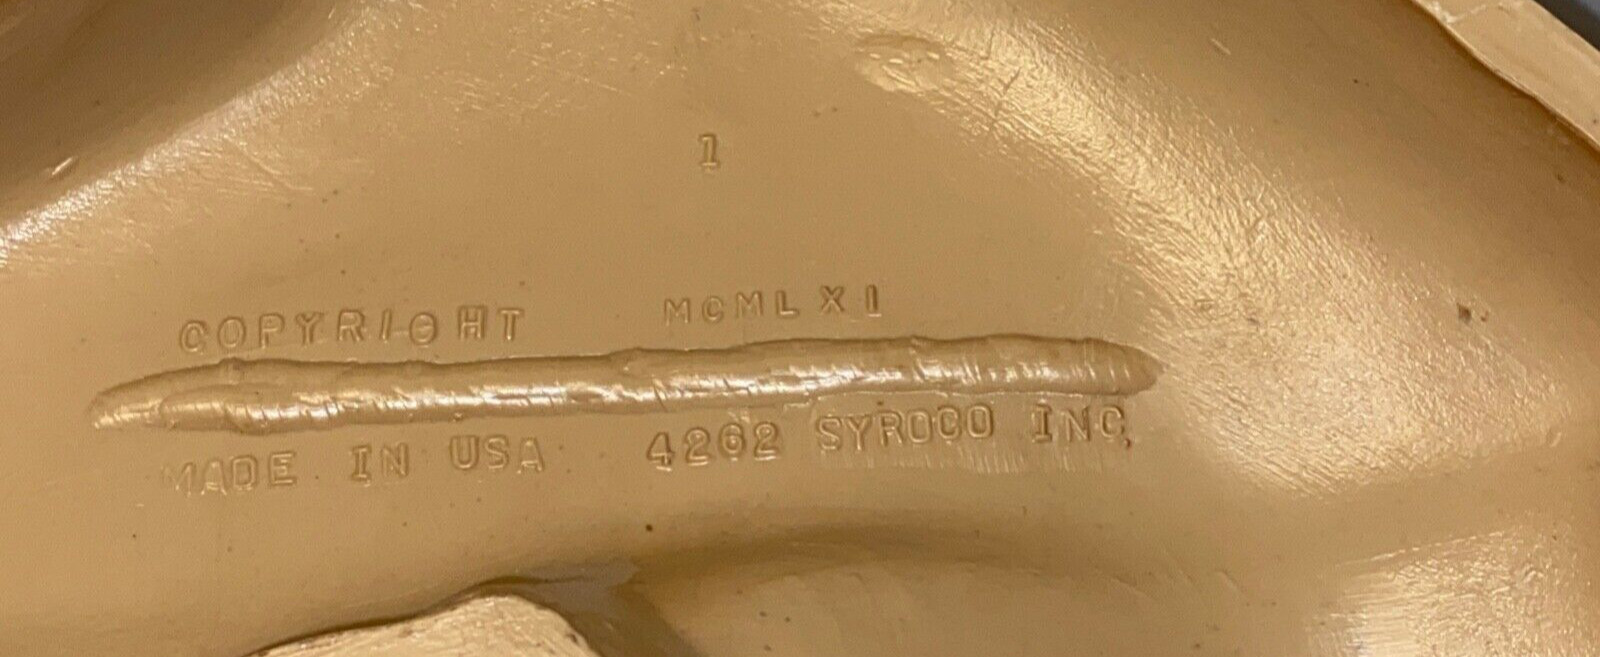 1
COPYRIGHT MCMLXI
MADE IN USA 4262 SYROCO INC.